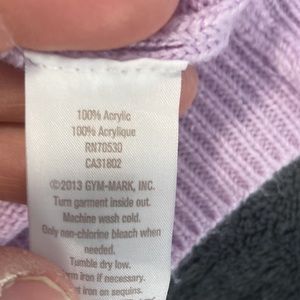 100% Acrylic
100% Acrylique
RN70530
CA31802
©2013 GYM-MARK, INC.
Turn garment inside out.
Machine wash cold.
Only non-chlorine bleach when
needed.
Tumble dry low.
iron if necessary.
iron on sequins.